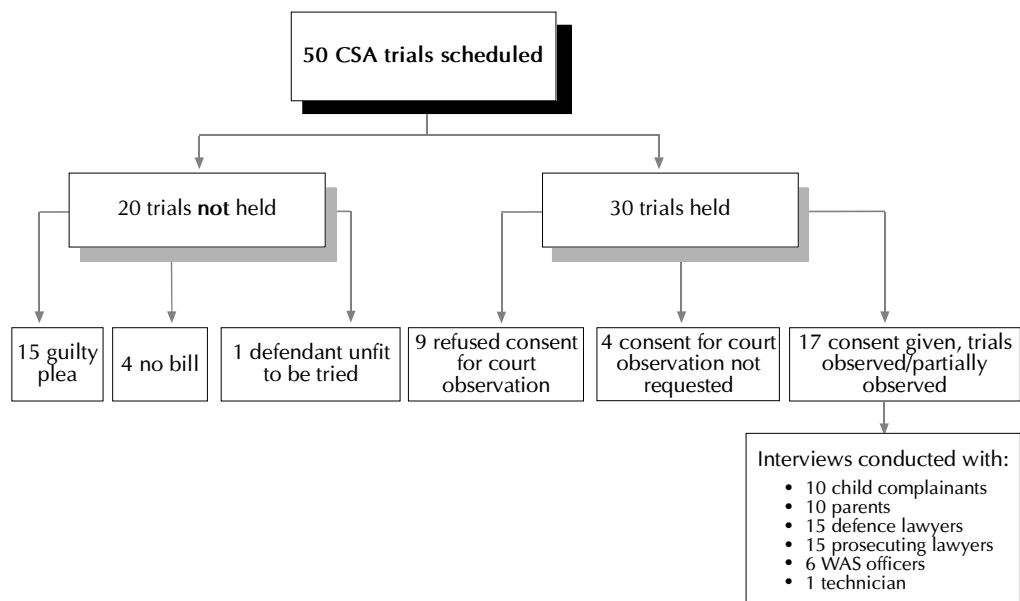 50 CSA trials scheduled
20 trials not held
30 trials held
15 guilty
plea
4 no bill
1 defendant unfit
to be tried
9 refused consent
for court
observation
4 consent for court
observation not
requested
17 consent given, trials
observed/partially
observed
Interviews conducted with:
• 10 child complainants
• 10 parents
• 15 defence lawyers
• 15 prosecuting lawyers
• 6 WAS officers
• 1 technician